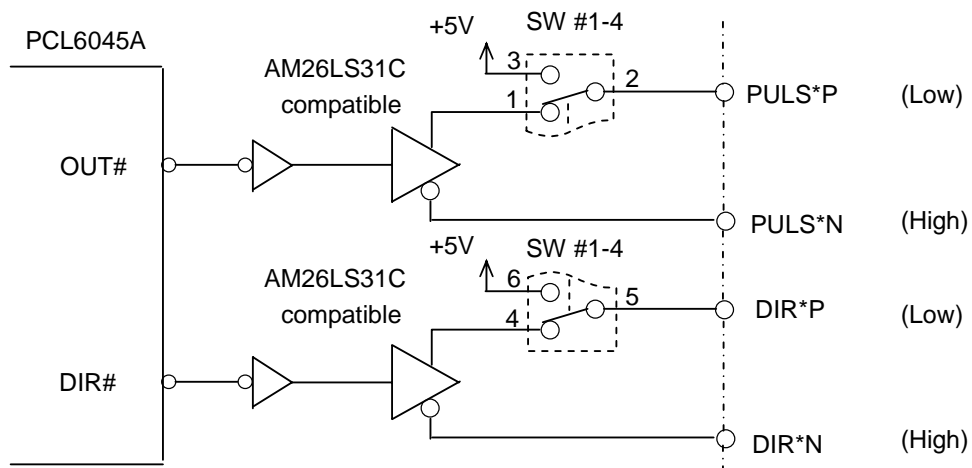 PCL6045A
+5V
SW #1-4
AM26LS31C
compatible
3
1
2
PULS*P
(Low)
OUT#
PULS*N
(High)
+5V
SW #1-4
AM26LS31C
compatible
6
4
5
DIR*P
(Low)
DIR#
DIR*N
(High)